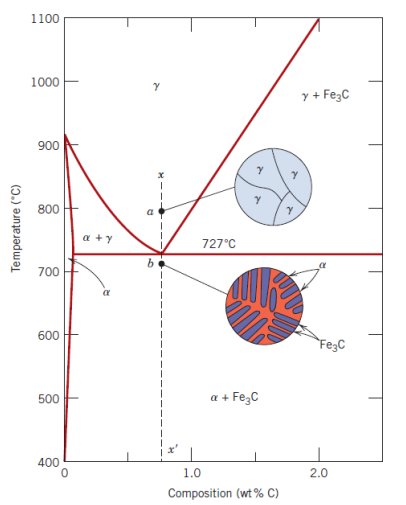 1100
1000
900
800
700
600
500
400
Temperature (°C)
γ
γ + Fe₃C
x
γ
γ
γ
γ
a
α + γ
727°C
b
α
α
Fe₃C
α + Fe₃C
x'
0
1.0
2.0
Composition (wt% C)